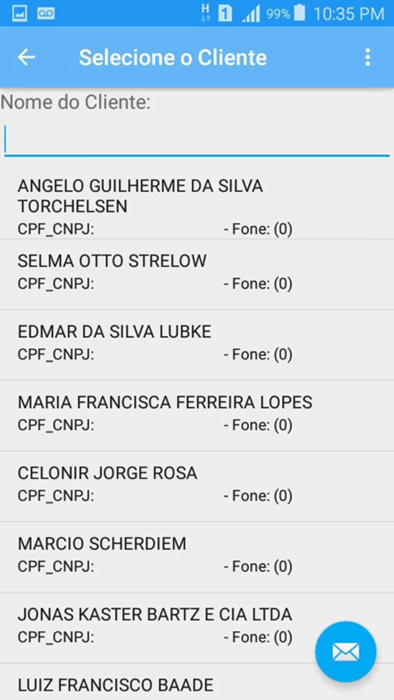 H 1 99% 10:35 PM
Selecione o Cliente
Nome do Cliente:
ANGELO GUILHERME DA SILVA
TORCHELSEN
CPF_CNPJ: - Fone: (0)
SELMA OTTO STRELOW
CPF_CNPJ: - Fone: (0)
EDMAR DA SILVA LUBKE
CPF_CNPJ: - Fone: (0)
MARIA FRANCISCA FERREIRA LOPES
CPF_CNPJ: - Fone: (0)
CELONIR JORGE ROSA
CPF_CNPJ: - Fone: (0)
MARCIO SCHERDIEM
CPF_CNPJ: - Fone: (0)
JONAS KASTER BARTZ E CIA LTDA
CPF_CNPJ: - Fone: (0)
LUIZ FRANCISCO BAADE